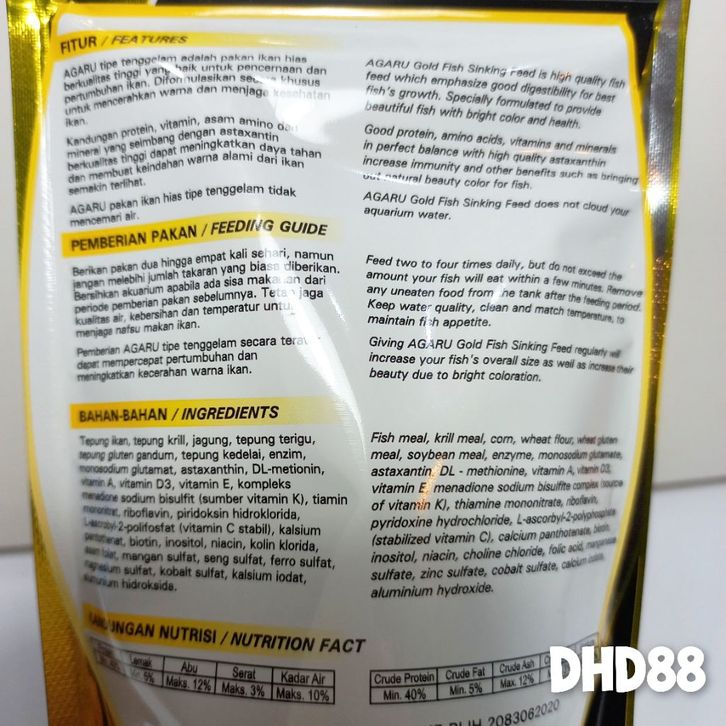 FITUR / FEATURES
AGARU tipe tenggelam adalah pakan ikan hias
berkualitas tinggi yang baik untuk pencernaan dan
pertumbuhan ikan. Diformulasikan secara khusus
untuk mencerahkan warna dan menjaga kesehatan
ikan.
Kandungan protein, vitamin, asam amino dan
mineral yang seimbang dengan astaxantin
berkualitas tinggi dapat meningkatkan daya tahan
dan membuat keindahan warna alami dari ikan
semakin terlihat.
AGARU pakan ikan hias tipe tenggelam tidak
mencemari air.
AGARU Gold Fish Sinking Feed is high quality fish
feed which emphasize good digestibility for best
fish's growth. Specially formulated to provide
beautiful fish with bright color and health.
Good protein, amino acids, vitamins and minerals
in perfect balance with high quality astaxanthin
increase immunity and other benefits such as bringing
out natural beauty color for fish.
AGARU Gold Fish Sinking Feed does not cloud your
aquarium water.
PEMBERIAN PAKAN / FEEDING GUIDE
Berikan pakan dua hingga empat kali sehari, namun
jangan melebihi jumlah takaran yang biasa diberikan.
Bersihkan akuarium apabila ada sisa makanan dari
periode pemberian pakan sebelumnya. Tetap jaga
kualitas air, kebersihan dan temperatur untuk
menjaga nafsu makan ikan.
Pemberian AGARU tipe tenggelam secara teratur
dapat mempercepat pertumbuhan dan
meningkatkan kecerahan warna ikan.
Feed two to four times daily, but do not exceed the
amount your fish will eat within a few minutes. Remove
any uneaten food from the tank after the feeding period.
Keep water quality, clean and match temperature, to
maintain fish appetite.
Giving AGARU Gold Fish Sinking Feed regularly will
increase your fish's overall size as well as increase their
beauty due to bright coloration.
BAHAN-BAHAN / INGREDIENTS
Tepung ikan, tepung krill, jagung, tepung terigu,
tepung gluten gandum, tepung kedelai, enzim,
monosodium glutamat, astaxanthin, DL-metionin,
vitamin A, vitamin D3, vitamin E, kompleks
menadione sodium bisulfit (sumber vitamin K), tiamin
mononitrat, riboflavin, piridoksin hidroklorida,
L-ascorbyl-2-polifosfat (vitamin C stabil), kalsium
pantotenat, biotin, inositol, niacin, kolin klorida,
asam folat, mangan sulfat, seng sulfat, ferro sulfat,
magnesium sulfat, kobalt sulfat, kalsium iodat,
aluminium hidrokside.
Fish meal, krill meal, corn, wheat flour, wheat gluten
meal, soybean meal, enzyme, monosodium glutamate,
astaxantin, DL - methionine, vitamin A, vitamin D3,
vitamin E menadione sodium bisulfite complex (source
of vitamin K), thiamine mononitrate, riboflavin,
pyridoxine hydrochloride, L-ascorbyl-2-polyphosphate
(stabilized vitamin C), calcium panthotenate, biotin,
inositol, niacin, choline chloride, folic acid, manganese
sulfate, zinc sulfate, cobalt sulfate, calcium iodate,
aluminium hydroxide.
KANDUNGAN NUTRISI / NUTRITION FACT
Lemak Abu Serat Kadar Air
5% Maks. 12% Maks. 3% Maks. 10%
Crude Protein Crude Fat Crude Ash
Min. 40% Min. 5% Max. 12%
2083062020
DHD88